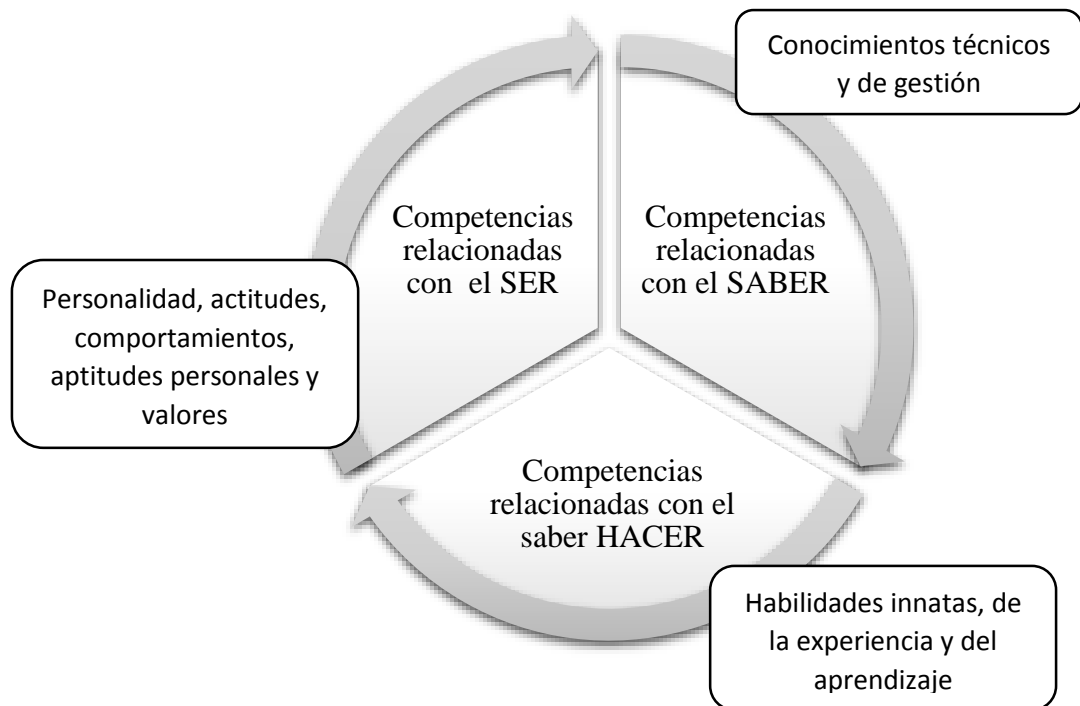 Conocimientos técnicos
y de gestión
Competencias
relacionadas
con el SER
Competencias
relacionadas
con el SABER
Personalidad, actitudes,
comportamientos,
aptitudes personales y
valores
Competencias
relacionadas con el
saber HACER
Habilidades innatas, de
la experiencia y del
aprendizaje